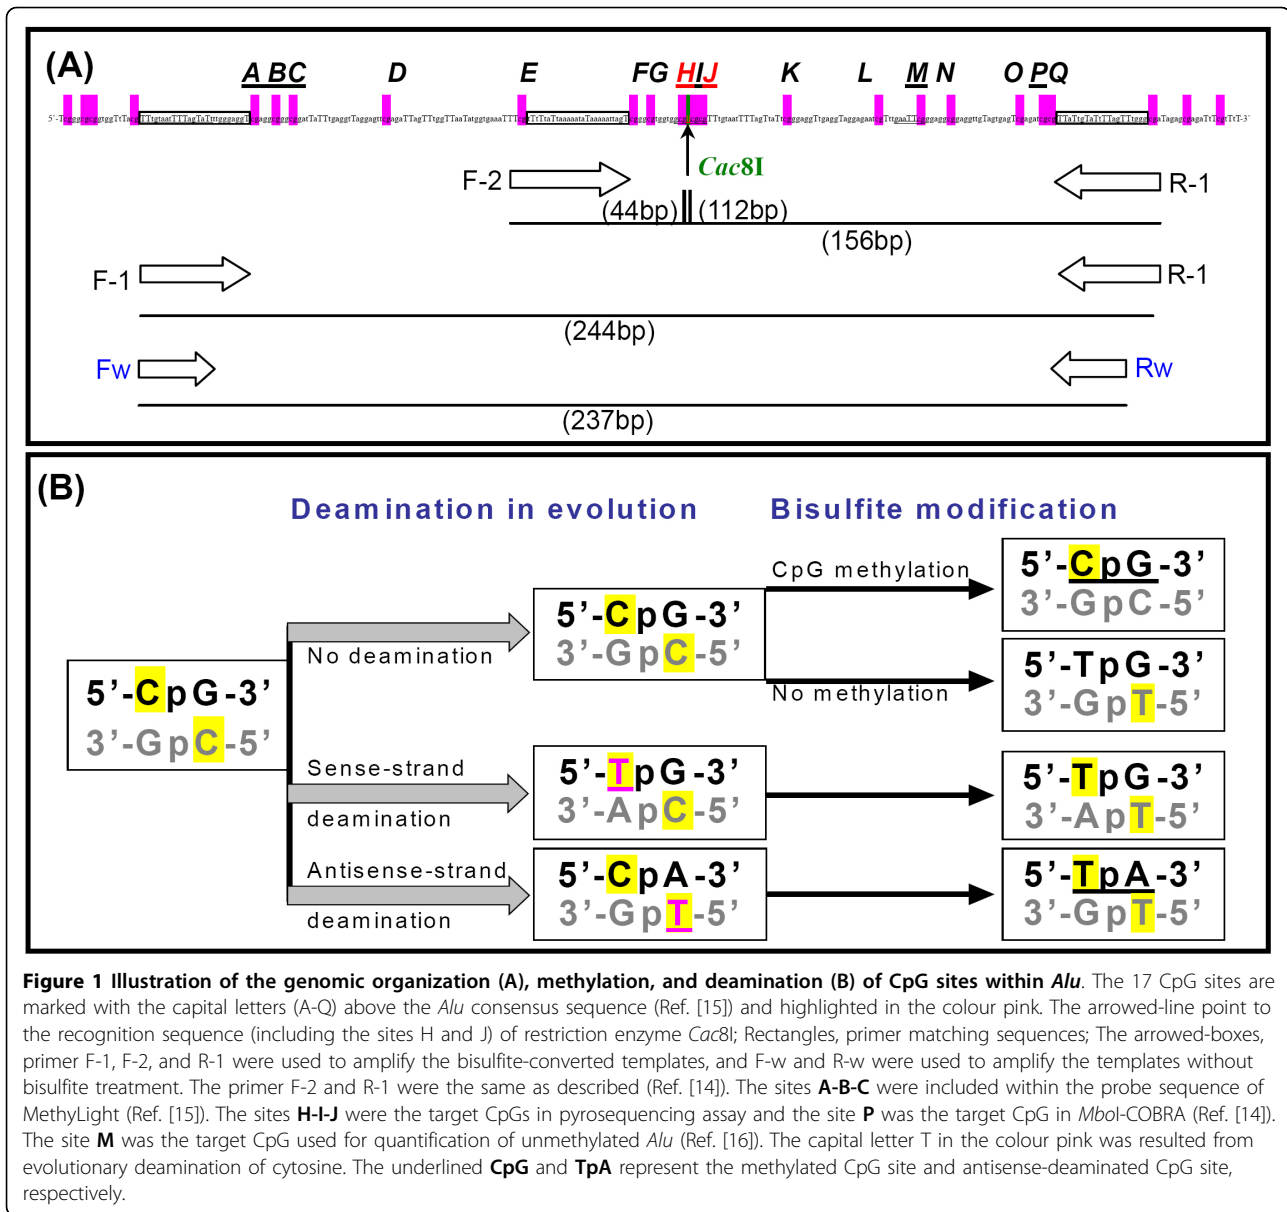 (A)
A B C D E F G H I J K L M N O P Q
Cac8I
F-2
R-1
(44bp) (112bp)
(156bp)
F-1
R-1
(244bp)
Fw
Rw
(237bp)
(B)
Deamination in evolution Bisulfite modification
5’-CpG-3’
3’-GpC-5’
No deamination
Sense-strand
deamination
Antisense-strand
deamination
5’-CpG-3’
3’-GpC-5’
5’-TpG-3’
3’-ApC-5’
5’-CpA-3’
3’-GpT-5’
CpG methylation
No methylation
5’-CpG-3’
3’-GpC-5’
5’-TpG-3’
3’-GpT-5’
5’-TpG-3’
3’-ApT-5’
5’-TpA-3’
3’-GpT-5’
Figure 1 Illustration of the genomic organization (A), methylation, and deamination (B) of CpG sites within Alu. The 17 CpG sites are
marked with the capital letters (A-Q) above the Alu consensus sequence (Ref. [15]) and highlighted in the colour pink. The arrowed-line point to
the recognition sequence (including the sites H and J) of restriction enzyme Cac8I; Rectangles, primer matching sequences; The arrowed-boxes,
primer F-1, F-2, and R-1 were used to amplify the bisulfite-converted templates, and F-w and R-w were used to amplify the templates without
bisulfite treatment. The primer F-2 and R-1 were the same as described (Ref. [14]). The sites A-B-C were included within the probe sequence of
MethyLight (Ref. [15]). The sites H-I-J were the target CpGs in pyrosequencing assay and the site P was the target CpG in MboI-COBRA (Ref. [14]).
The site M was the target CpG used for quantification of unmethylated Alu (Ref. [16]). The capital letter T in the colour pink was resulted from
evolutionary deamination of cytosine. The underlined CpG and TpA represent the methylated CpG site and antisense-deaminated CpG site,
respectively.